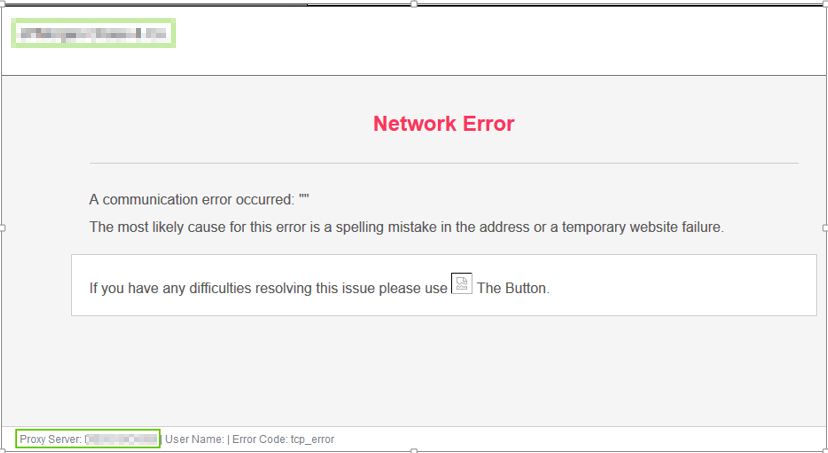 Network Error
A communication error occurred: ""
The most likely cause for this error is a spelling mistake in the address or a temporary website failure.
If you have any difficulties resolving this issue please use The Button.
Proxy Server: | User Name: | Error Code: tcp_error